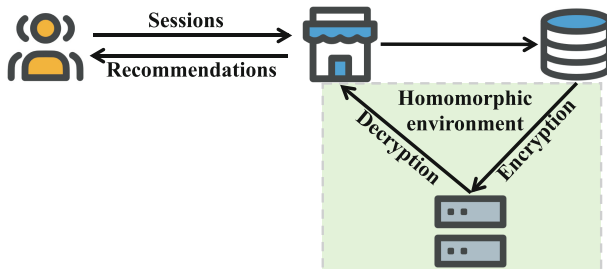 Sessions
Recommendations
Homomorphic
environment
Decryption
Encryption